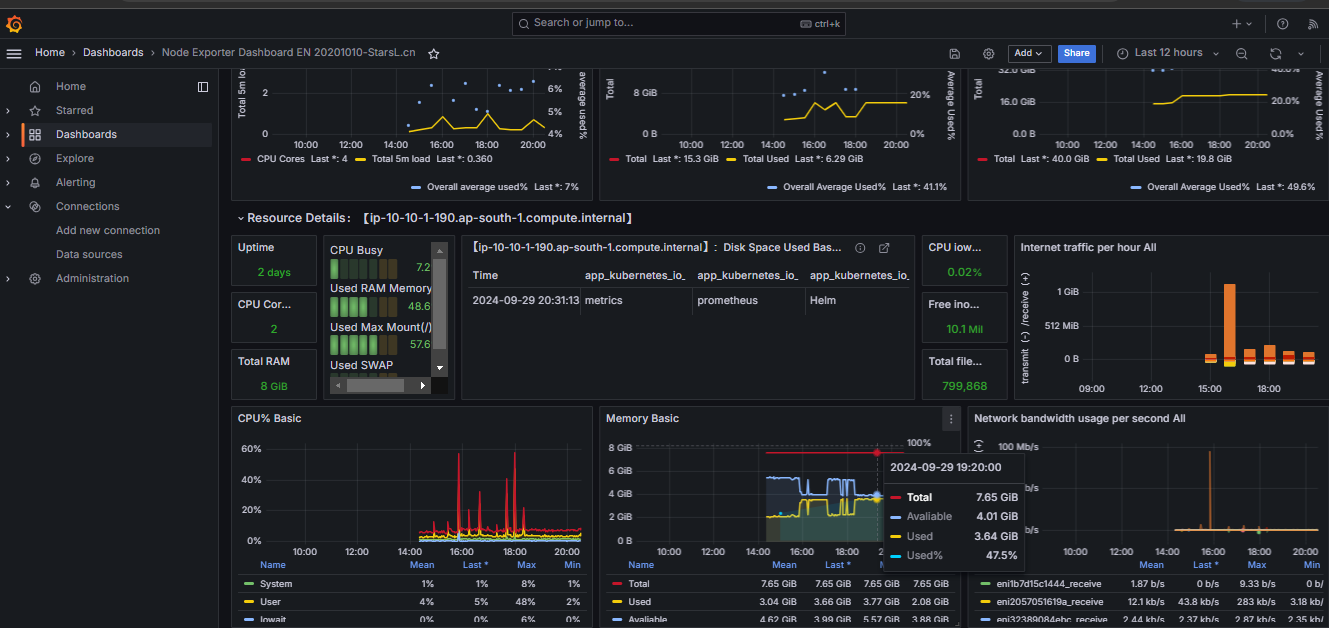 Search or jump to...
ctrl+k
Home › Dashboards › Node Exporter Dashboard EN 20201010-StarsL.cn
Add
Share
Last 12 hours
Home
Starred
Dashboards
Explore
Alerting
Connections
Add new connection
Data sources
Administration
Total 5m load
2
0
6%
5%
4%
average used%
10:00 12:00 14:00 16:00 18:00 20:00
CPU Cores Last *: 4 Total 5m load Last *: 0.360
Overall average used% Last *: 7%
Total
8 GiB
0 B
20%
0%
Average Used%
10:00 12:00 14:00 16:00 18:00 20:00
Total Last *: 15.3 GiB Total Used Last *: 6.29 GiB
Overall Average Used% Last *: 41.1%
Total
32.0 GiB
16.0 GiB
0.0 B
40.0%
20.0%
0.0%
Average Used%
10:00 12:00 14:00 16:00 18:00 20:00
Total Last *: 40.0 GiB Total Used Last *: 19.8 GiB
Overall Average Used% Last *: 49.6%
Resource Details: 【ip-10-10-1-190.ap-south-1.compute.internal】
Uptime
2 days
CPU Cor...
2
Total RAM
8 GiB
CPU Busy
7.2
Used RAM Memory
48.6
Used Max Mount(/)
57.6
Used SWAP
【ip-10-10-1-190.ap-south-1.compute.internal】: Disk Space Used Bas...
Time app_kubernetes_io_ app_kubernetes_io_ app_kubernetes_io_
2024-09-29 20:31:13 metrics prometheus Helm
CPU iow...
0.02%
Free ino...
10.1 Mil
Total file...
799,868
Internet traffic per hour All
transmit (-) /receive (+)
1 GiB
512 MiB
0 B
09:00 12:00 15:00 18:00
CPU% Basic
60%
40%
20%
0%
10:00 12:00 14:00 16:00 18:00 20:00
Name Mean Last * Max Min
System 1% 1% 8% 1%
User 4% 5% 48% 2%
Iowait 0% 0% 6% 0%
Memory Basic
8 GiB
6 GiB
4 GiB
2 GiB
0 B
100%
10:00 12:00 14:00 16:00 18:00
Name Mean Last *
Total 7.65 GiB 7.65 GiB 7.65 GiB 7.65 GiB
Used 3.04 GiB 3.66 GiB 3.77 GiB 2.08 GiB
Avaliable 4.62 GiB 3.99 GiB 5.57 GiB 3.88 GiB
2024-09-29 19:20:00
Total 7.65 GiB
Avaliable 4.01 GiB
Used 3.64 GiB
Used% 47.5%
Network bandwidth usage per second All
100 Mb/s
b/s
b/s
10:00 12:00 14:00 16:00 18:00 20:00
Mean Last * Max Min
eni1b7d15c1444_receive 1.87 b/s 0 b/s 9.33 b/s 0 b/
eni2057051619a_receive 12.1 kb/s 43.8 kb/s 283 kb/s 3.18 kb/
eni32389084ebc_receive 2.44 kb/s 2.37 kb/s 2.87 kb/s 2.35 kb/